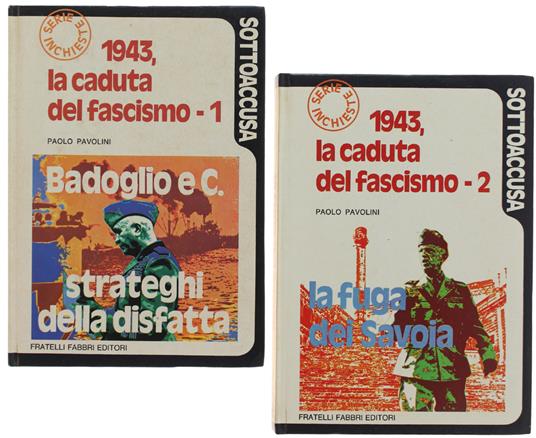 SERIE
INCHIESTE
1943,
la caduta
del fascismo - 1
PAOLO PAVOLINI
Badoglio e C.
strateghi
della disfatta
FRATELLI FABBRI EDITORI
SOTTOACCUSA
SERIE
INCHIESTE
1943,
la caduta
del fascismo - 2
PAOLO PAVOLINI
la fuga
dei Savoia
FRATELLI FABBRI EDITORI
SOTTOACCUSA